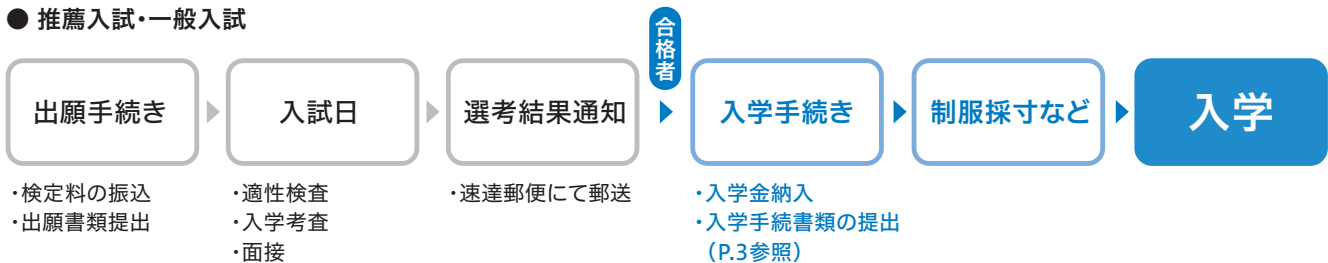 ● 推薦入試・一般入試
合格者
出願手続き
入試日
選考結果通知
入学手続き
制服採寸など
入学
・検定料の振込
・出願書類提出
・適性検査
・入学考査
・面接
・速達郵便にて郵送
・入学金納入
・入学手続書類の提出
（P.3参照）